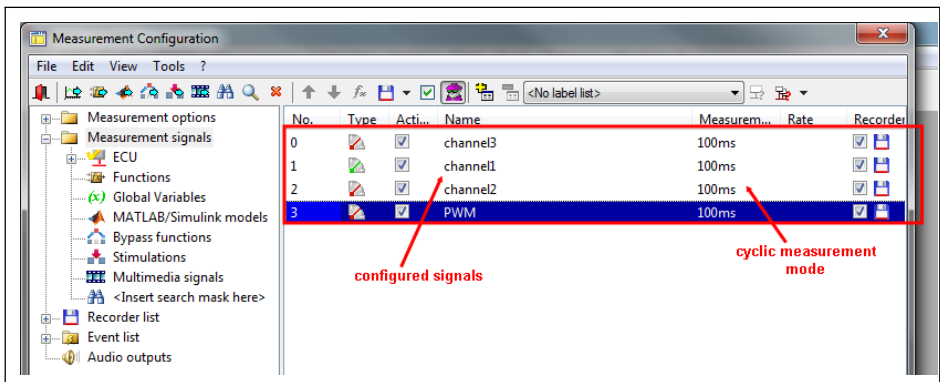 Measurement Configuration
File Edit View Tools ?
<No label list>
Measurement options
Measurement signals
ECU
Functions
(x) Global Variables
MATLAB/Simulink models
Bypass functions
Stimulations
Multimedia signals
<Insert search mask here>
Recorder list
Event list
Audio outputs
No. Type Acti... Name Measurem... Rate Recorder
0 channel3 100ms
1 channel1 100ms
2 channel2 100ms
3 PWM 100ms
configured signals
cyclic measurement
mode